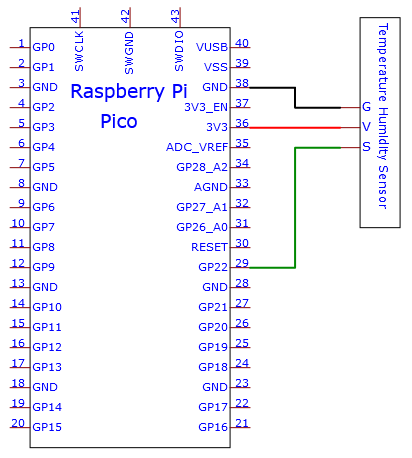 41 42 43
SWCLK SWGND SWDIO
1 GP0 VUSB 40
2 GP1 VSS 39
3 GND GND 38
4 GP2 3V3_EN 37
5 GP3 3V3 36
6 GP4 ADC_VREF 35
7 GP5 GP28_A2 34
8 GND AGND 33
9 GP6 GP27_A1 32
10 GP7 GP26_A0 31
11 GP8 RESET 30
12 GP9 GP22 29
13 GND GND 28
14 GP10 GP21 27
15 GP11 GP20 26
16 GP12 GP19 25
17 GP13 GP18 24
18 GND GND 23
19 GP14 GP17 22
20 GP15 GP16 21
Raspberry Pi
Pico
G
V
S
Temperature Humidity Sensor